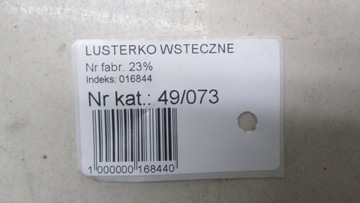 LUSTERKO WSTECZNE
Nr fabr. 23%
Indeks: 016844
Nr kat.: 49/073
1 000000 168440